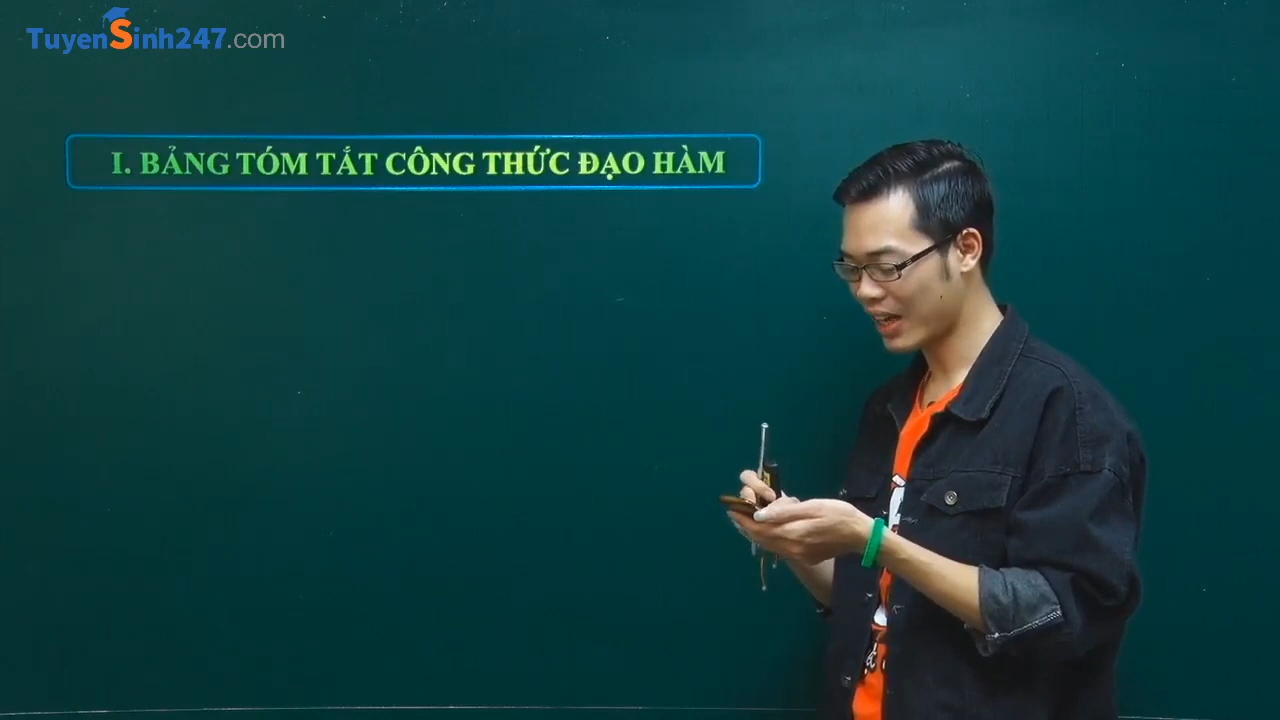 TuyenSinh247.com
I. BẢNG TÓM TẮT CÔNG THỨC ĐẠO HÀM